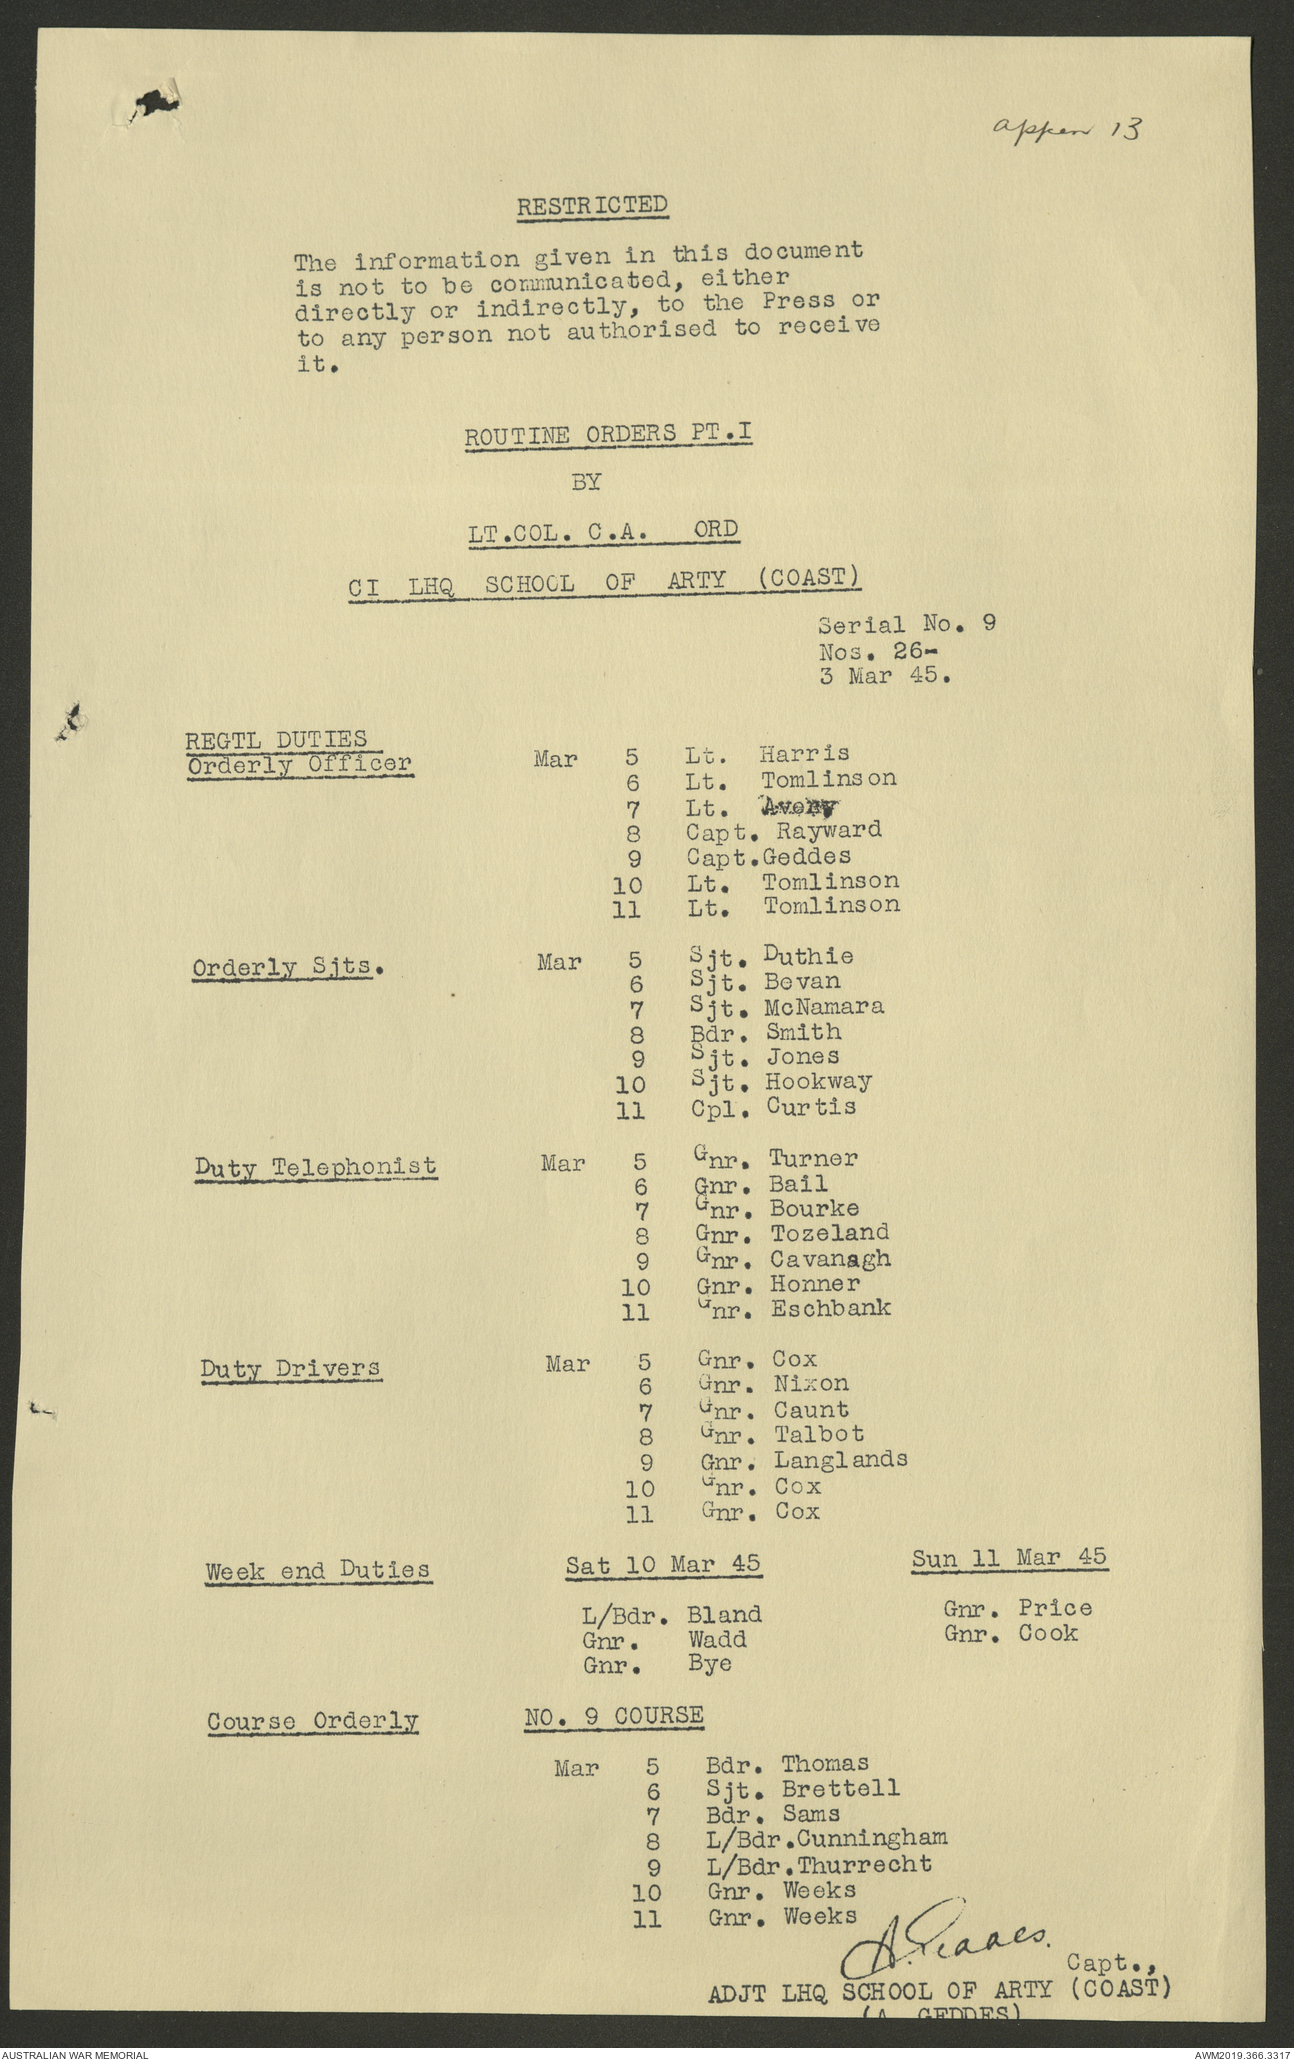 appen 13
RESTRICTED
The information given in this document
is not to be communicated, either
directly or indirectly, to the Press or
to any person not authorised to receive
it.
ROUTINE ORDERS PT.I
BY
LT.COL. C.A. ORD
CI LHQ SCHOOL OF ARTY (COAST)
Serial No. 9
Nos. 26-
3 Mar 45.
REGTL DUTIES
Orderly Officer Mar 5 Lt. Harris
6 Lt. Tomlinson
7 Lt. Avery
8 Capt. Rayward
9 Capt.Geddes
10 Lt. Tomlinson
11 Lt. Tomlinson
Orderly Sjts. Mar 5 Sjt. Duthie
6 Sjt. Bevan
7 Sjt. McNamara
8 Bdr. Smith
9 Sjt. Jones
10 Sjt. Hookway
11 Cpl. Curtis
Duty Telephonist Mar 5 Gnr. Turner
6 Gnr. Bail
7 Gnr. Bourke
8 Gnr. Tozeland
9 Gnr. Cavanagh
10 Gnr. Honner
11 Gnr. Eschbank
Duty Drivers Mar 5 Gnr. Cox
6 Gnr. Nixon
7 Gnr. Caunt
8 Gnr. Talbot
9 Gnr. Langlands
10 Gnr. Cox
11 Gnr. Cox
Week end Duties Sat 10 Mar 45 Sun 11 Mar 45
L/Bdr. Bland Gnr. Price
Gnr. Wadd Gnr. Cook
Gnr. Bye
Course Orderly NO. 9 COURSE
Mar 5 Bdr. Thomas
6 Sjt. Brettell
7 Bdr. Sams
8 L/Bdr.Cunningham
9 L/Bdr.Thurrecht
10 Gnr. Weeks
11 Gnr. Weeks
Capt.,
ADJT LHQ SCHOOL OF ARTY (COAST)
(A. GEDDES)
AUSTRALIAN WAR MEMORIAL AWM2019.366.3317